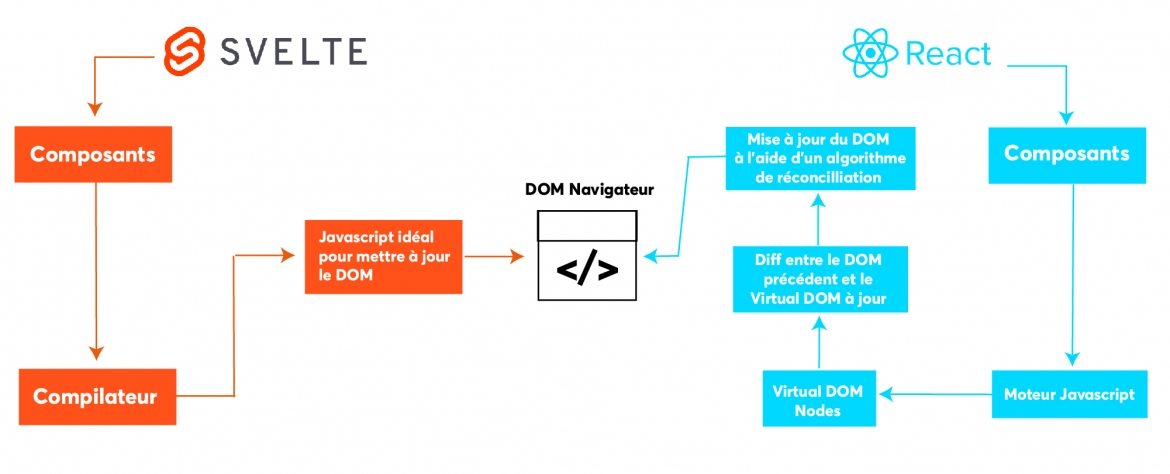 SVELTE
React
Composants
Compilateur
Javascript idéal
pour mettre à jour
le DOM
DOM Navigateur
</>
Mise à jour du DOM
à l'aide d'un algorithme
de réconcilliation
Diff entre le DOM
précédent et le
Virtual DOM à jour
Virtual DOM
Nodes
Composants
Moteur Javascript